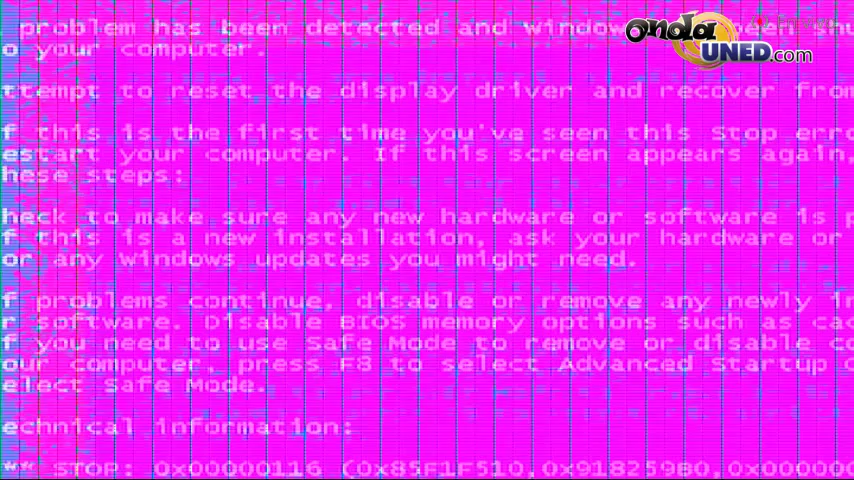 onda
UNED.com
problem has been detected and window
o your computer.
ttempt to reset the display driver and recover from
f this is the first time you've seen this Stop erro
estart your computer. If this screen appears again,
hese steps:
heck to make sure any new hardware or software is p
f this is a new installation, ask your hardware or
or any Windows updates you might need.
f problems continue, disable or remove any newly in
r software. Disable BIOS memory options such as cac
f you need to use Safe Mode to remove or disable co
our computer, press F8 to select Advanced Startup O
elect Safe Mode.
echnical information:
** STOP: 0x00000116 (0x85F1F510,0x918259B0,0x000000